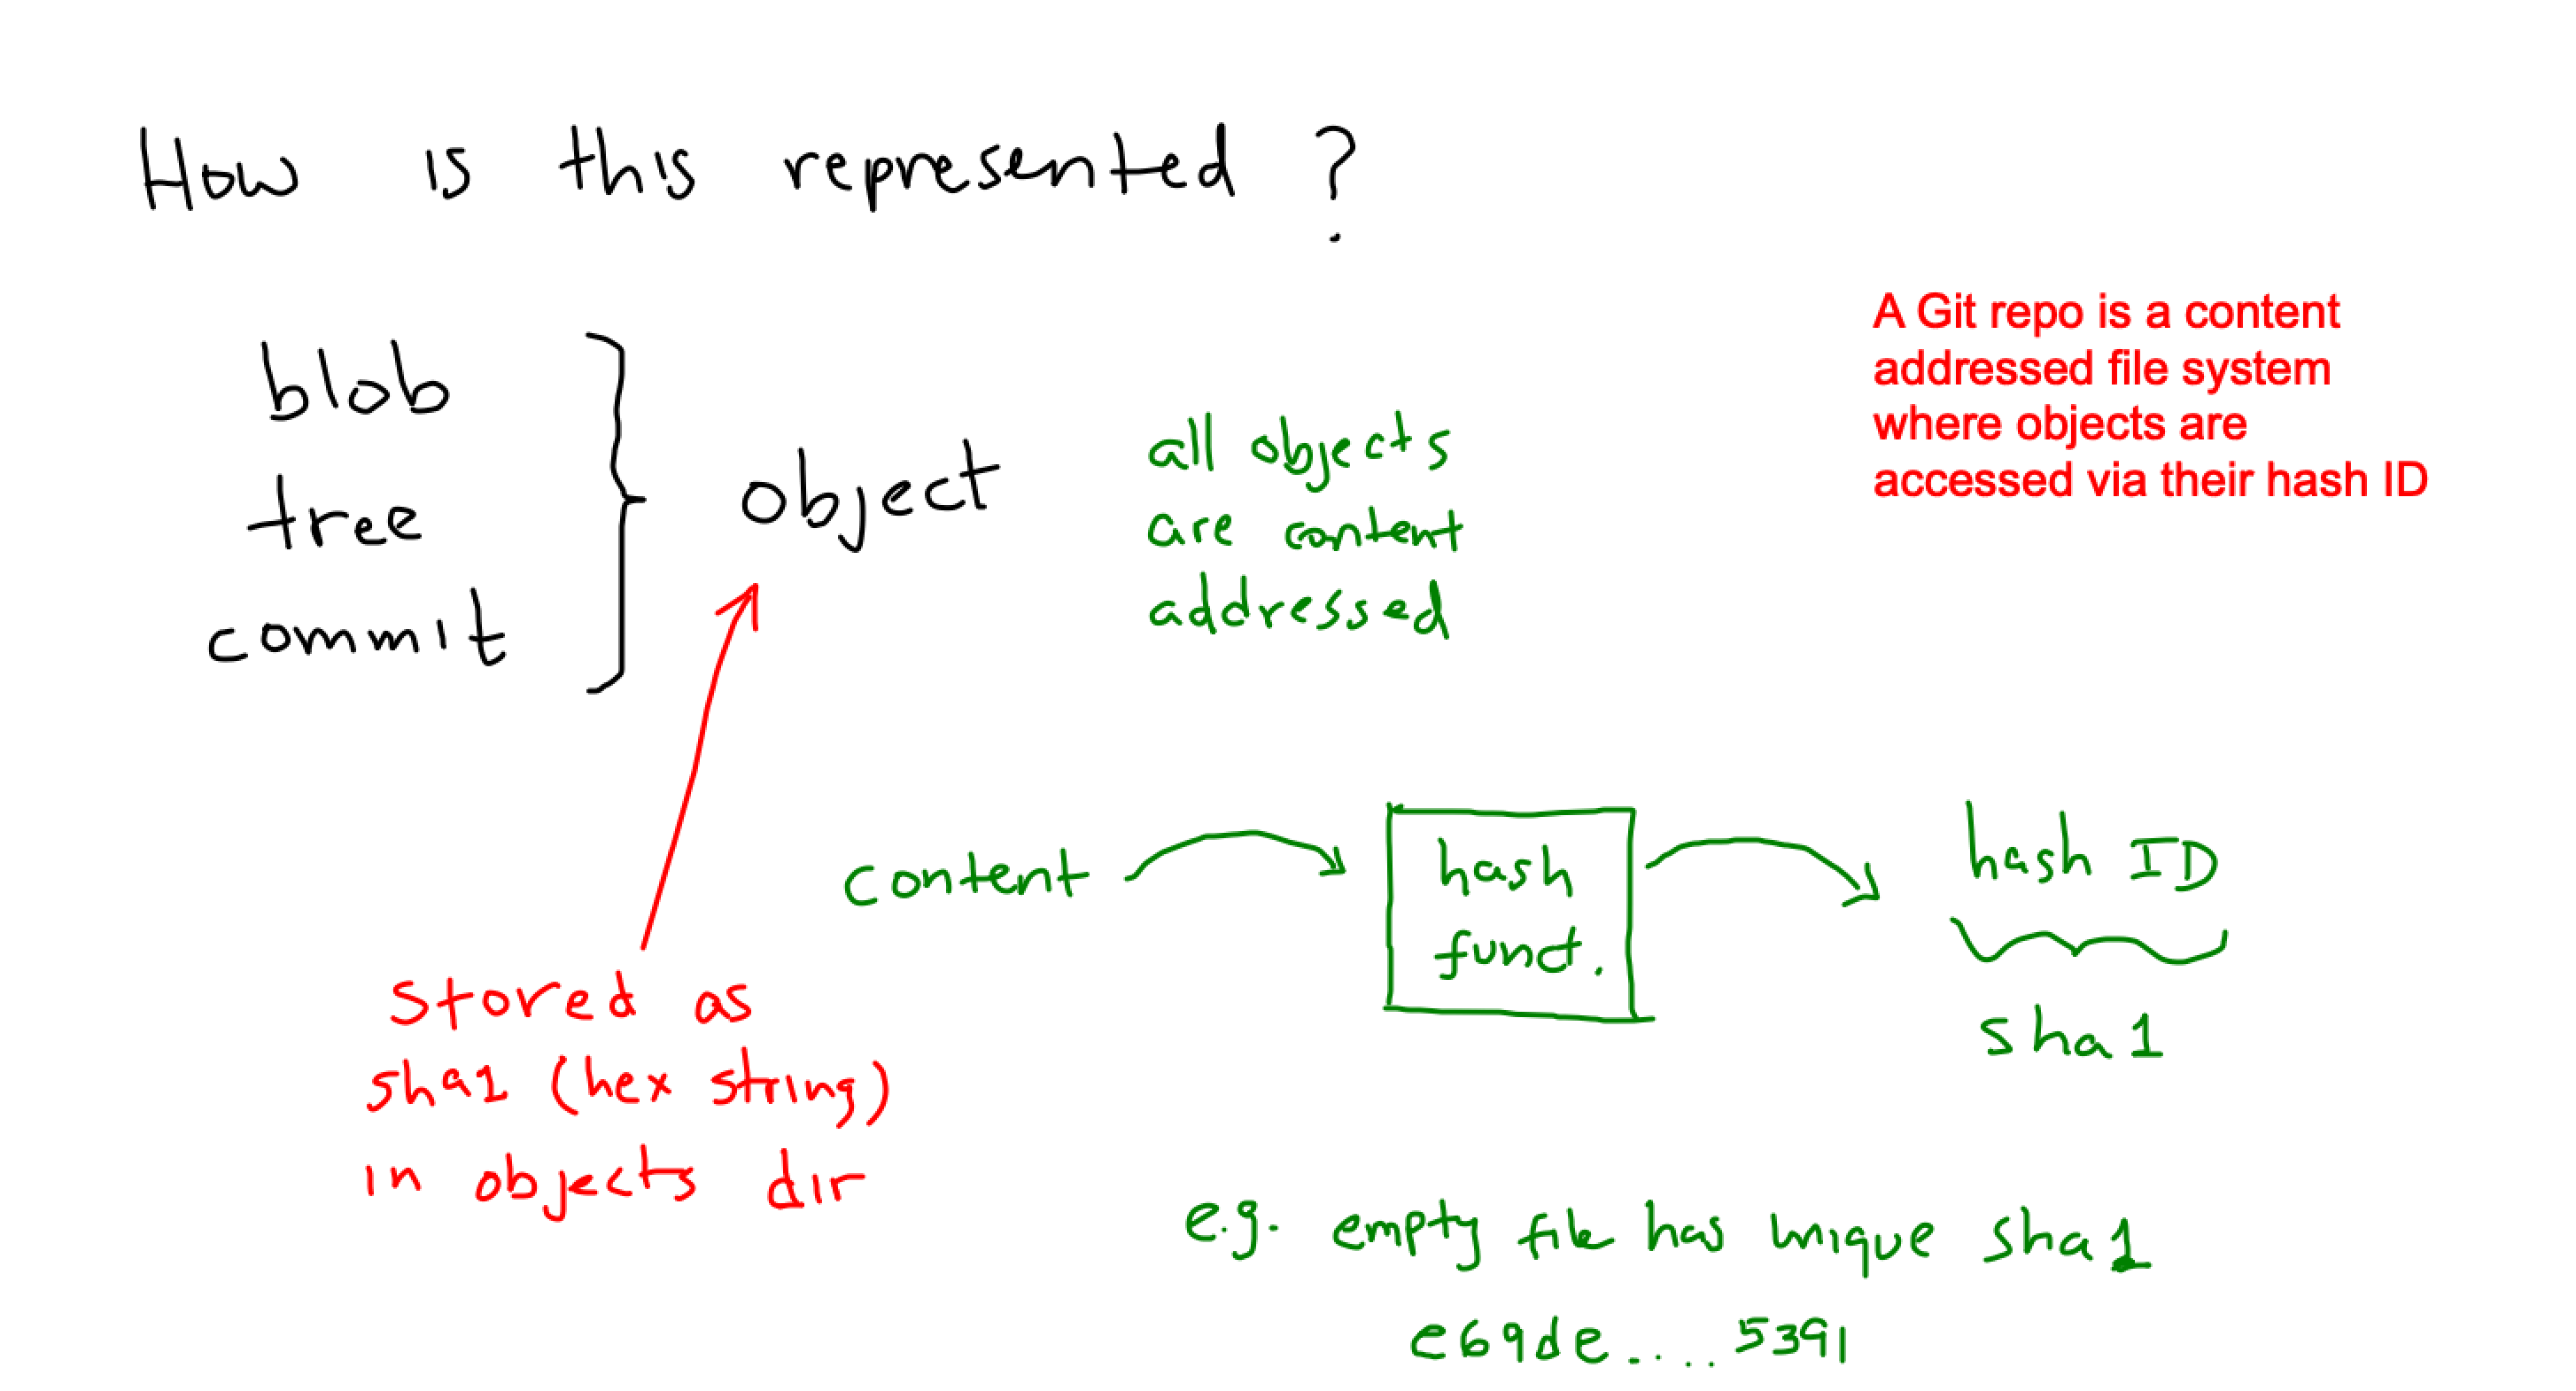 How is this represented ?
A Git repo is a content
addressed file system
where objects are
accessed via their hash ID
blob
tree
commit
object
all objects
are content
addressed
content
hash
funct.
hash ID
sha1
Stored as
sha1 (hex string)
in objects dir
e.g. empty file has unique sha1
e69de.....5391